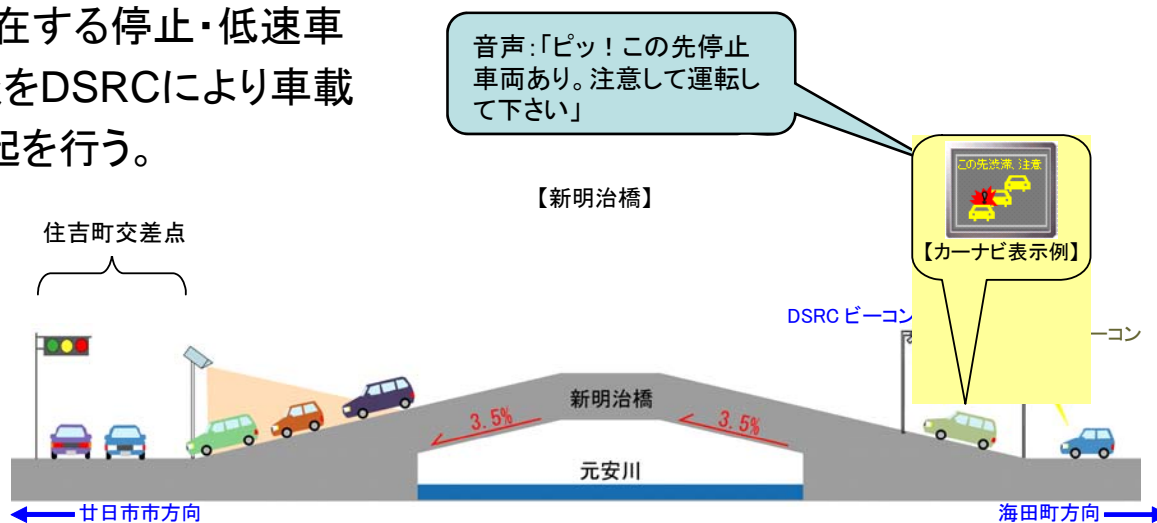 在する停止・低速車
をDSRCにより車載
起を行う。
音声：「ピッ！この先停止
車両あり。注意して運転し
て下さい」
この先渋滞、注意
【カーナビ表示例】
【新明治橋】
住吉町交差点
DSRC ビーコン
ーコン
新明治橋
3.5%
3.5%
元安川
廿日市市方向
海田町方向